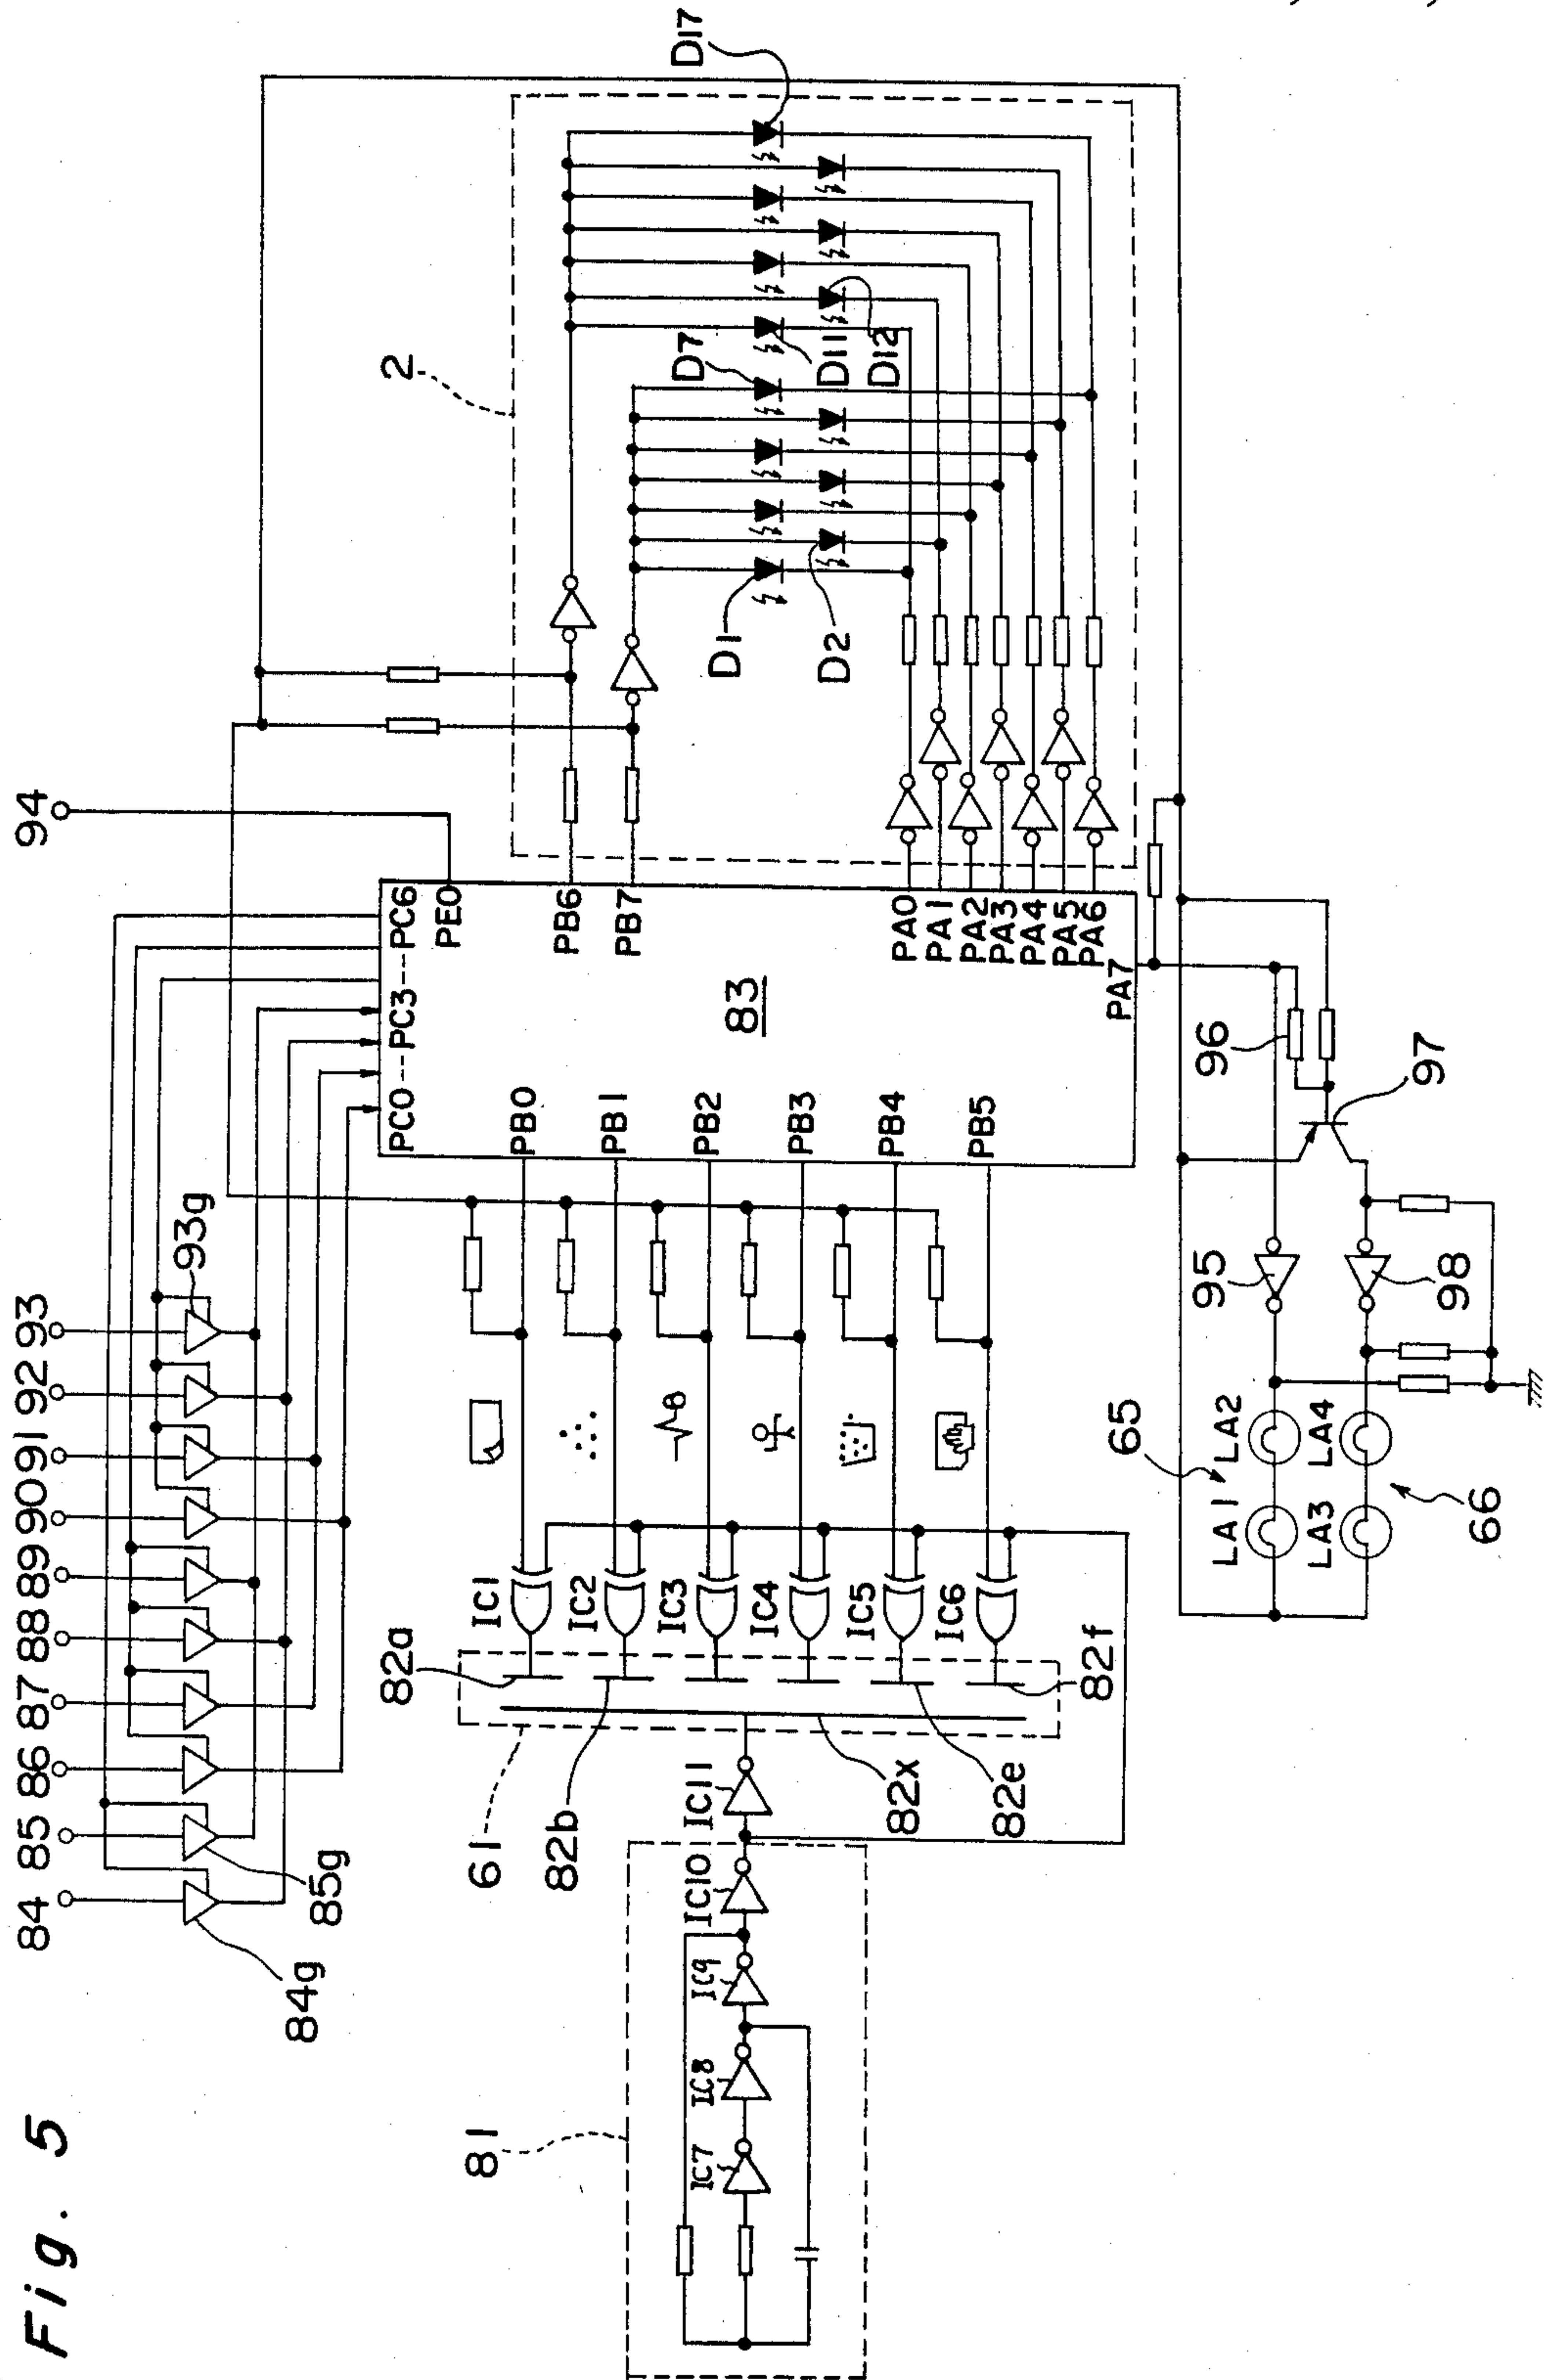 Fig. 5
84 85 86 87 88 89 90 91 92 93
94
84g
85g
93g
2
PC0---PC3---PC6
PE0
PB6
PB7
PA0
PA1
PA2
PA3
PA4
PA5
PA6
PA7
83
PB0
PB1
PB2
PB3
PB4
PB5
D1
D2
D7
D11
D12
D17
IC1
IC2
IC3
IC4
IC5
IC6
82a
82b
82e
82f
82x
61
81
IC7
IC8
IC9
IC10
IC11
65
LA1
LA2
LA3
LA4
66
95
96
97
98